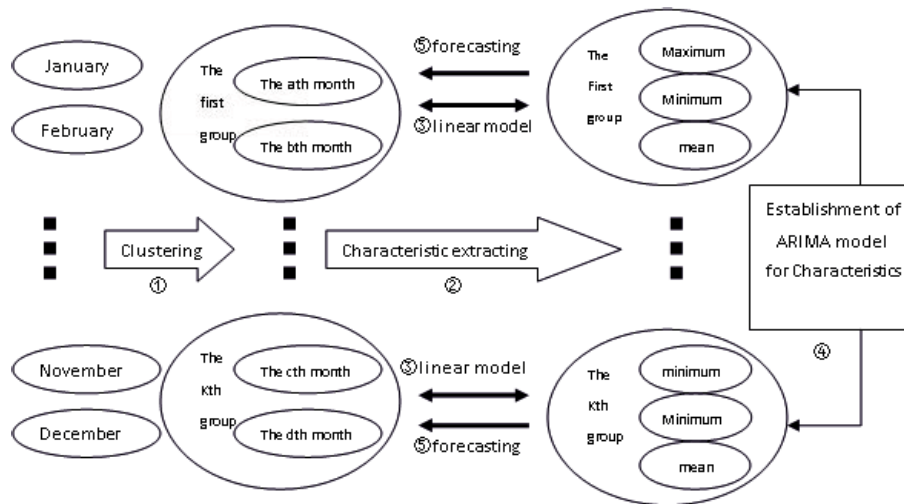 January
February
The
first
group
The ath month
The bth month
⑤forecasting
③linear model
The
First
group
Maximum
Minimum
mean
Clustering
①
Characteristic extracting
②
Establishment of
ARIMA model
for Characteristics
④
November
December
The
Kth
group
The cth month
The dth month
③linear model
⑤forecasting
The
Kth
group
minimum
Minimum
mean